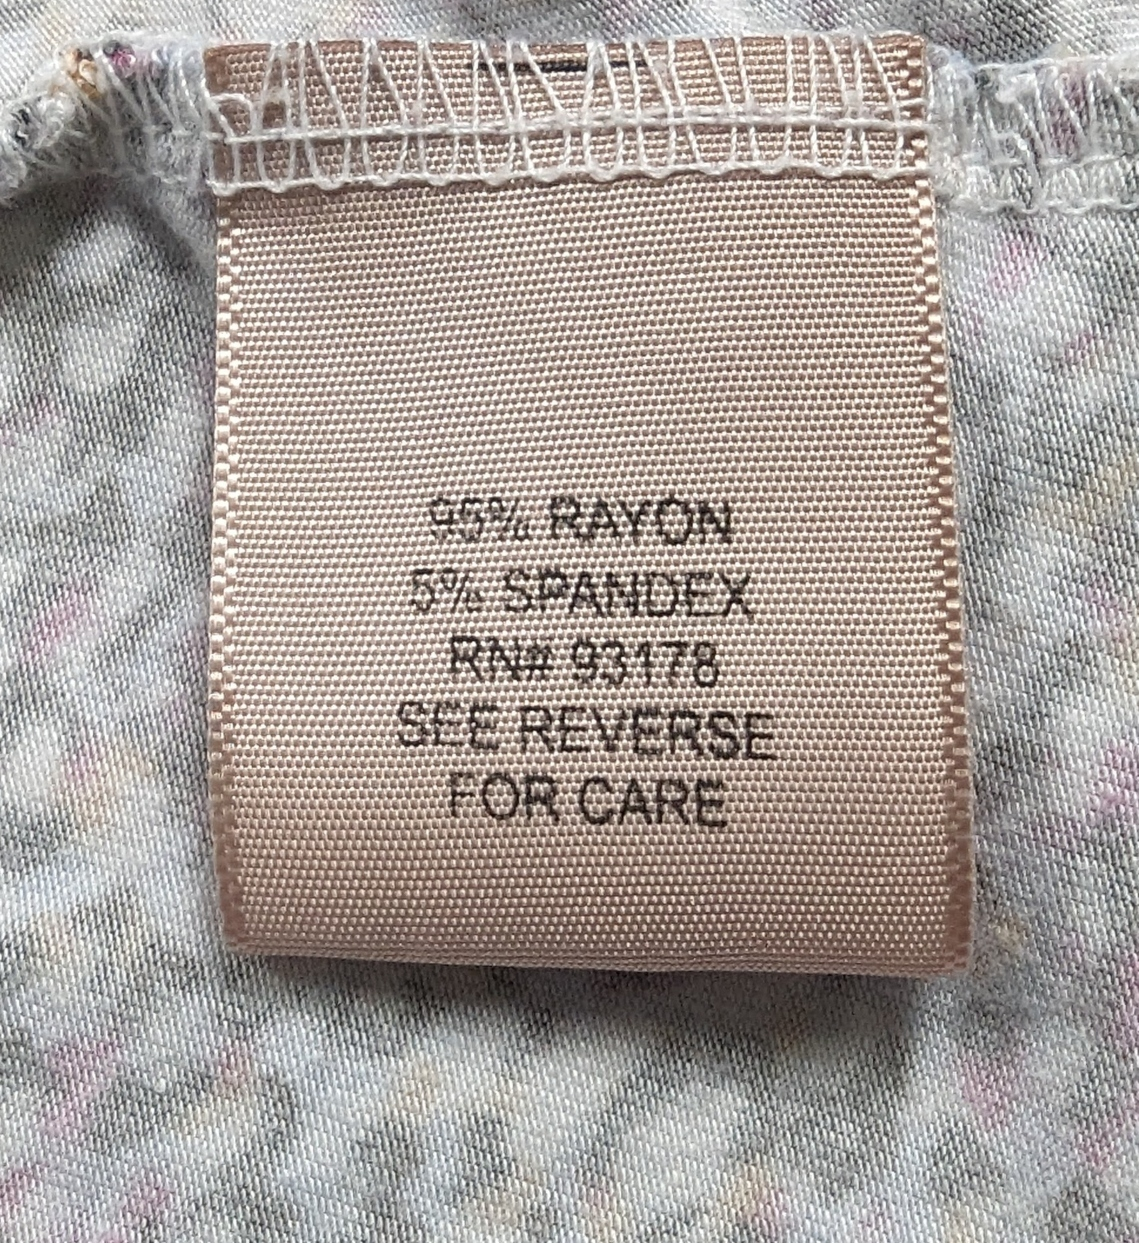 95% RAYON
5% SPANDEX
RN# 93178
SEE REVERSE
FOR CARE